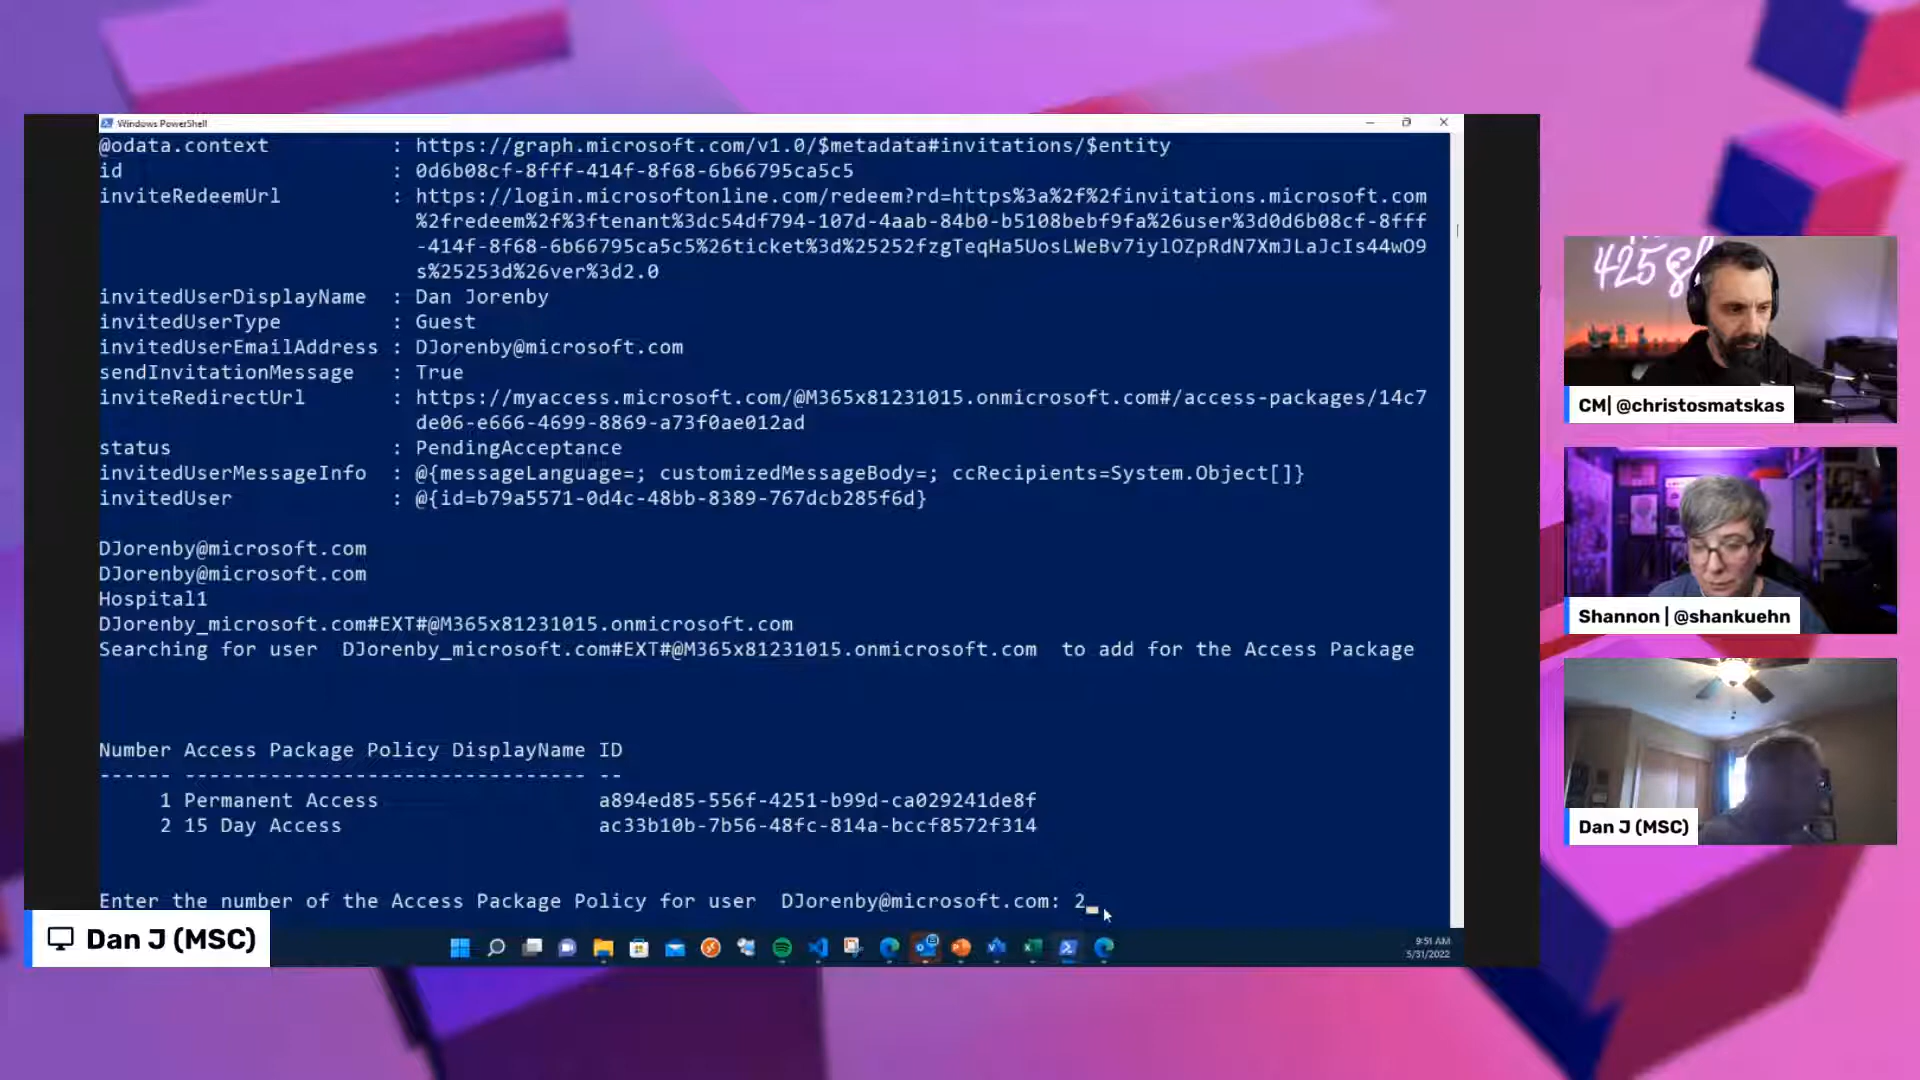 Windows PowerShell
@odata.context : https://graph.microsoft.com/v1.0/$metadata#invitations/$entity
id : 0d6b08cf-8fff-414f-8f68-6b66795ca5c5
inviteRedeemUrl : https://login.microsoftonline.com/redeem?rd=https%3a%2f%2finvitations.microsoft.com
%2fredeem%2f%3ftenant%3dc54df794-107d-4aab-84b0-b5108bebf9fa%26user%3d0d6b08cf-8fff
-414f-8f68-6b66795ca5c5%26ticket%3d%25252fzgTeqHa5UosLWeBv7iylOZpRdN7XmJLaJcIs44wO9
s%25253d%26ver%3d2.0
invitedUserDisplayName : Dan Jorenby
invitedUserType : Guest
invitedUserEmailAddress : DJorenby@microsoft.com
sendInvitationMessage : True
inviteRedirectUrl : https://myaccess.microsoft.com/@M365x81231015.onmicrosoft.com#/access-packages/14c7
de06-e666-4699-8869-a73f0ae012ad
status : PendingAcceptance
invitedUserMessageInfo : @{messageLanguage=; customizedMessageBody=; ccRecipients=System.Object[]}
invitedUser : @{id=b79a5571-0d4c-48bb-8389-767dcb285f6d}
DJorenby@microsoft.com
DJorenby@microsoft.com
Hospital1
DJorenby_microsoft.com#EXT#@M365x81231015.onmicrosoft.com
Searching for user DJorenby_microsoft.com#EXT#@M365x81231015.onmicrosoft.com to add for the Access Package
Number Access Package Policy DisplayName ID
------ --------------------------------- --
1 Permanent Access a894ed85-556f-4251-b99d-ca029241de8f
2 15 Day Access ac33b10b-7b56-48fc-814a-bccf8572f314
Enter the number of the Access Package Policy for user DJorenby@microsoft.com: 2
9:51 AM
5/31/2022
Dan J (MSC)
425
CM| @christosmatskas
Shannon | @shankuehn
Dan J (MSC)